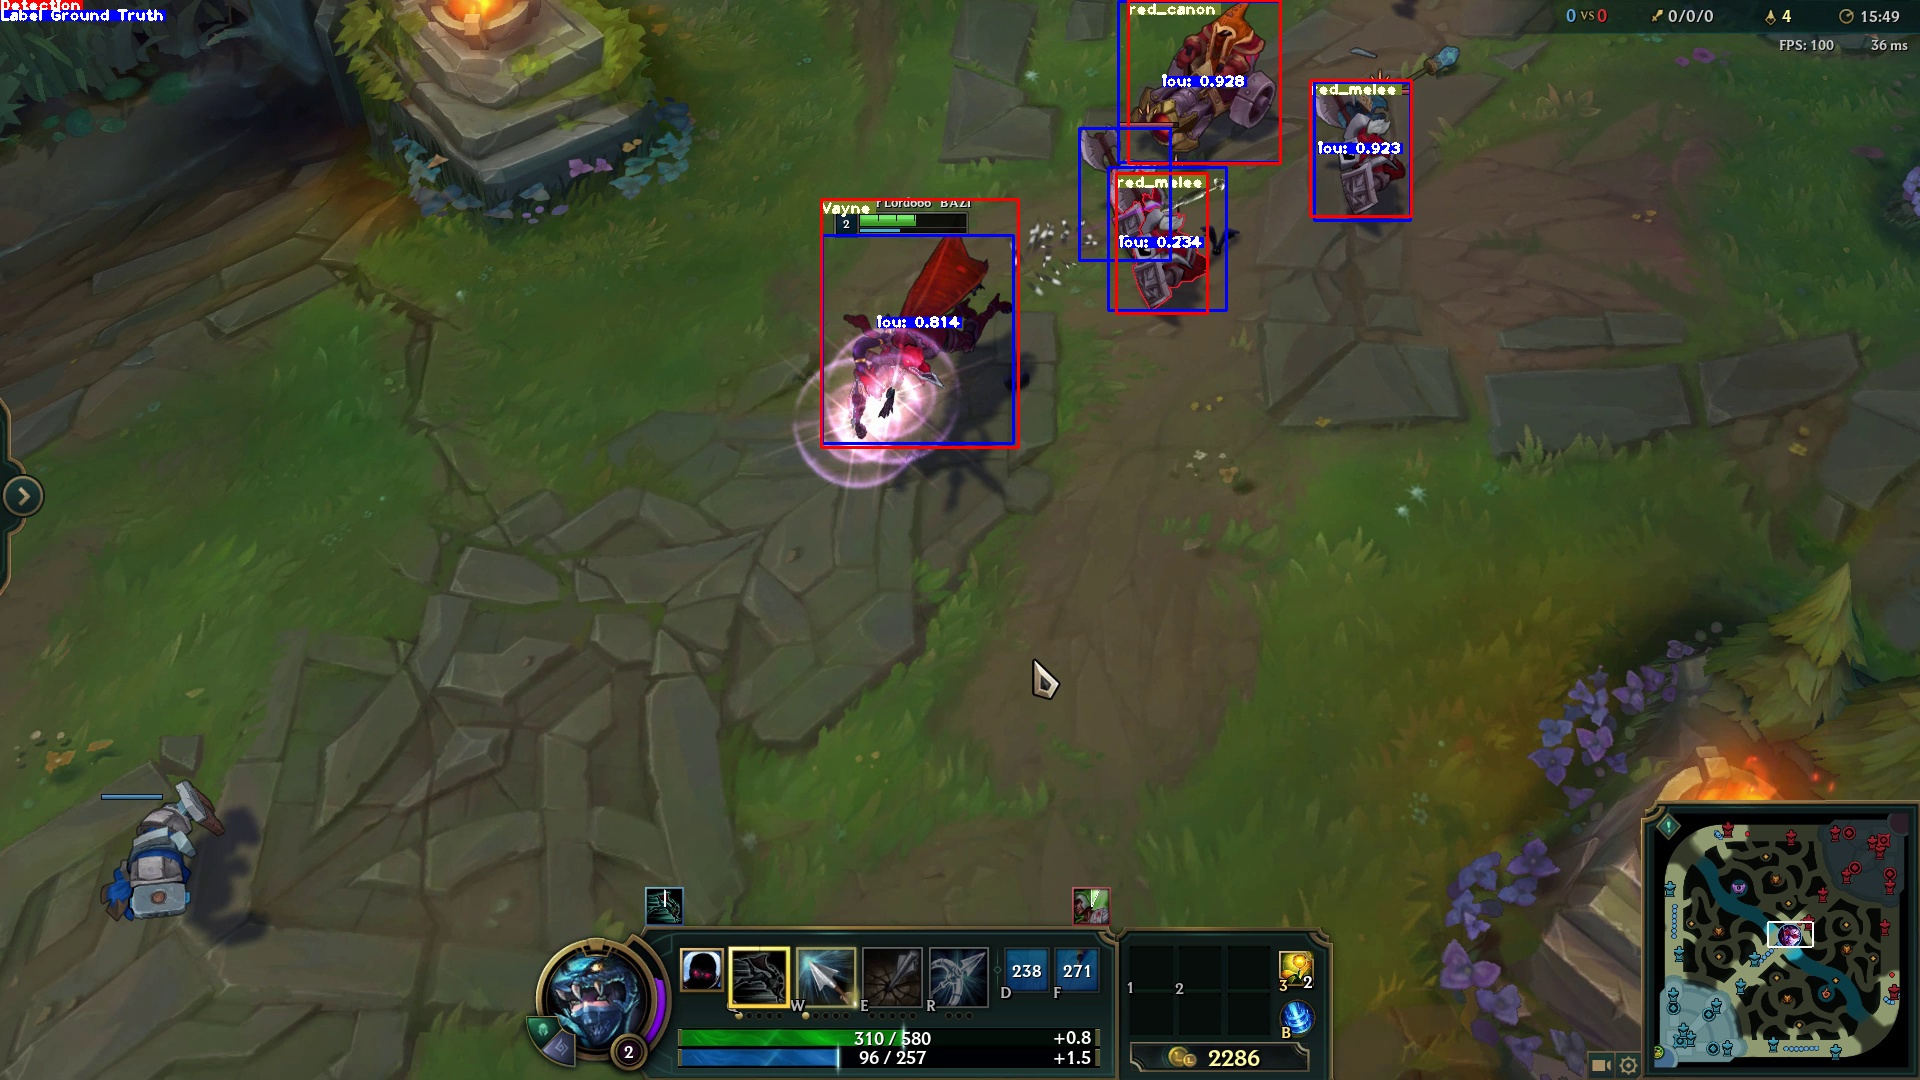 Detection
Label Ground Truth
red_canon
0 vs 0
0/0/0
4
15:49
FPS: 100
36 ms
Iou: 0.928
red_melee
Iou: 0.923
red_melee
Vayne
2
Iou: 0.234
Iou: 0.814
238
271
W
E
R
D
F
1
2
3
2
B
2
310 / 580
+0.8
96 / 257
+1.5
2286